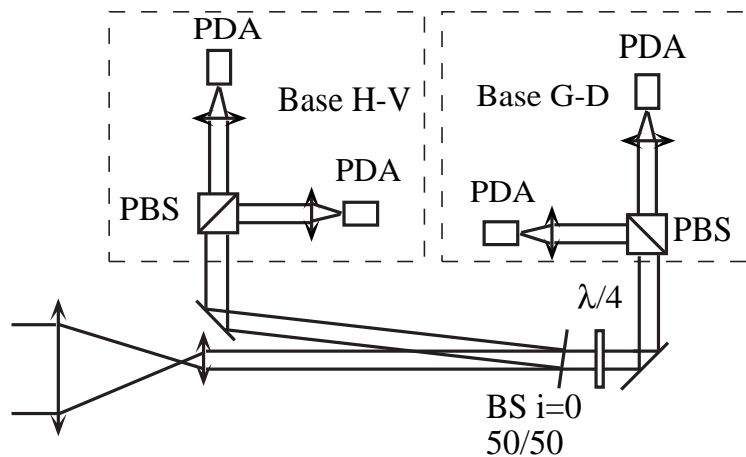 PDA
PDA
Base H-V
Base G-D
PDA
PDA
PBS
PBS
λ/4
BS i=0
50/50